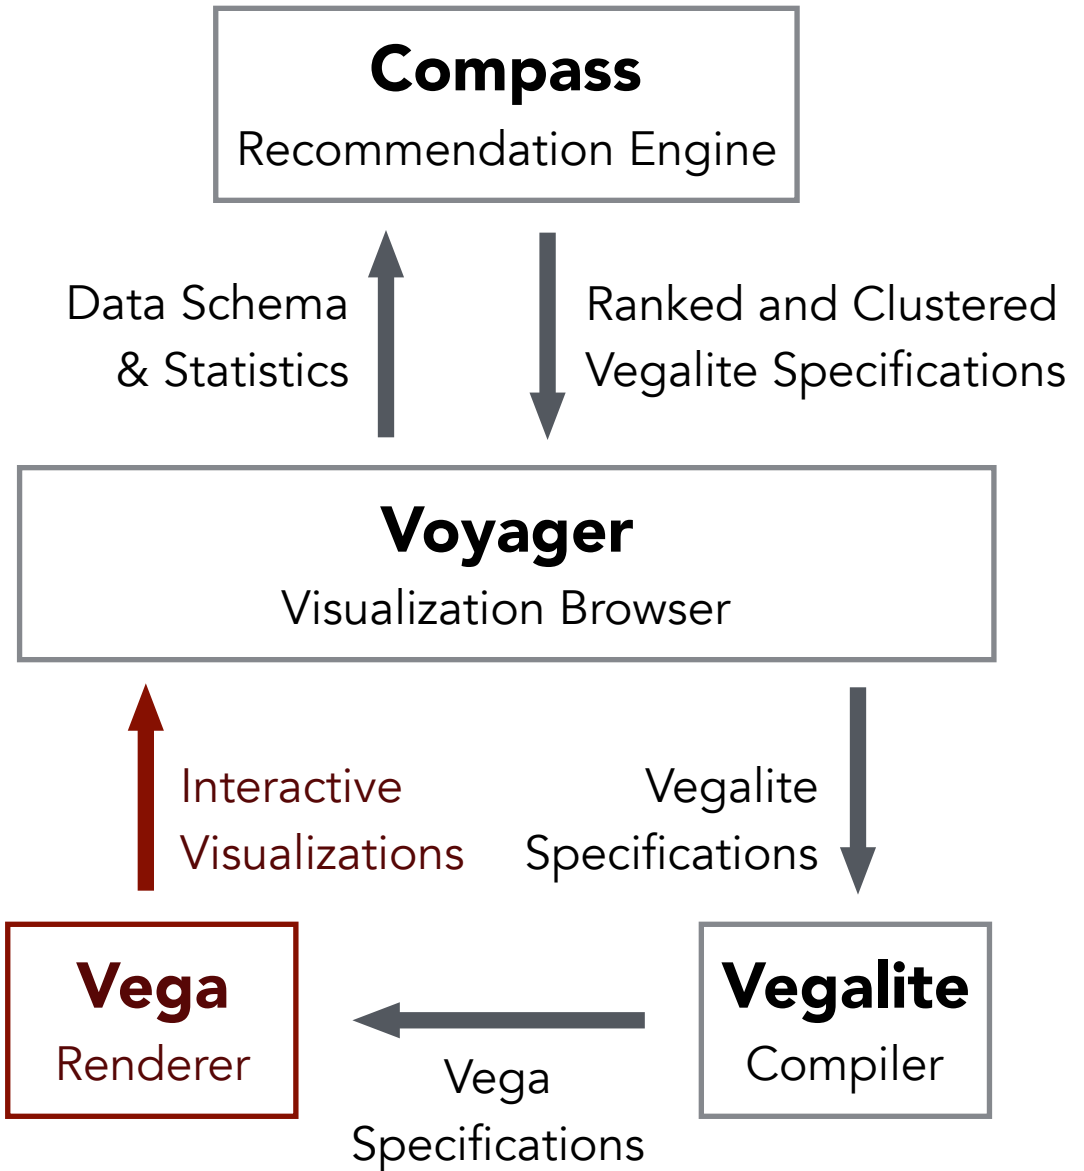 Compass
Recommendation Engine
Data Schema
& Statistics
Ranked and Clustered
Vegalite Specifications
Voyager
Visualization Browser
Interactive
Visualizations
Vegalite
Specifications
Vega
Renderer
Vega
Specifications
Vegalite
Compiler